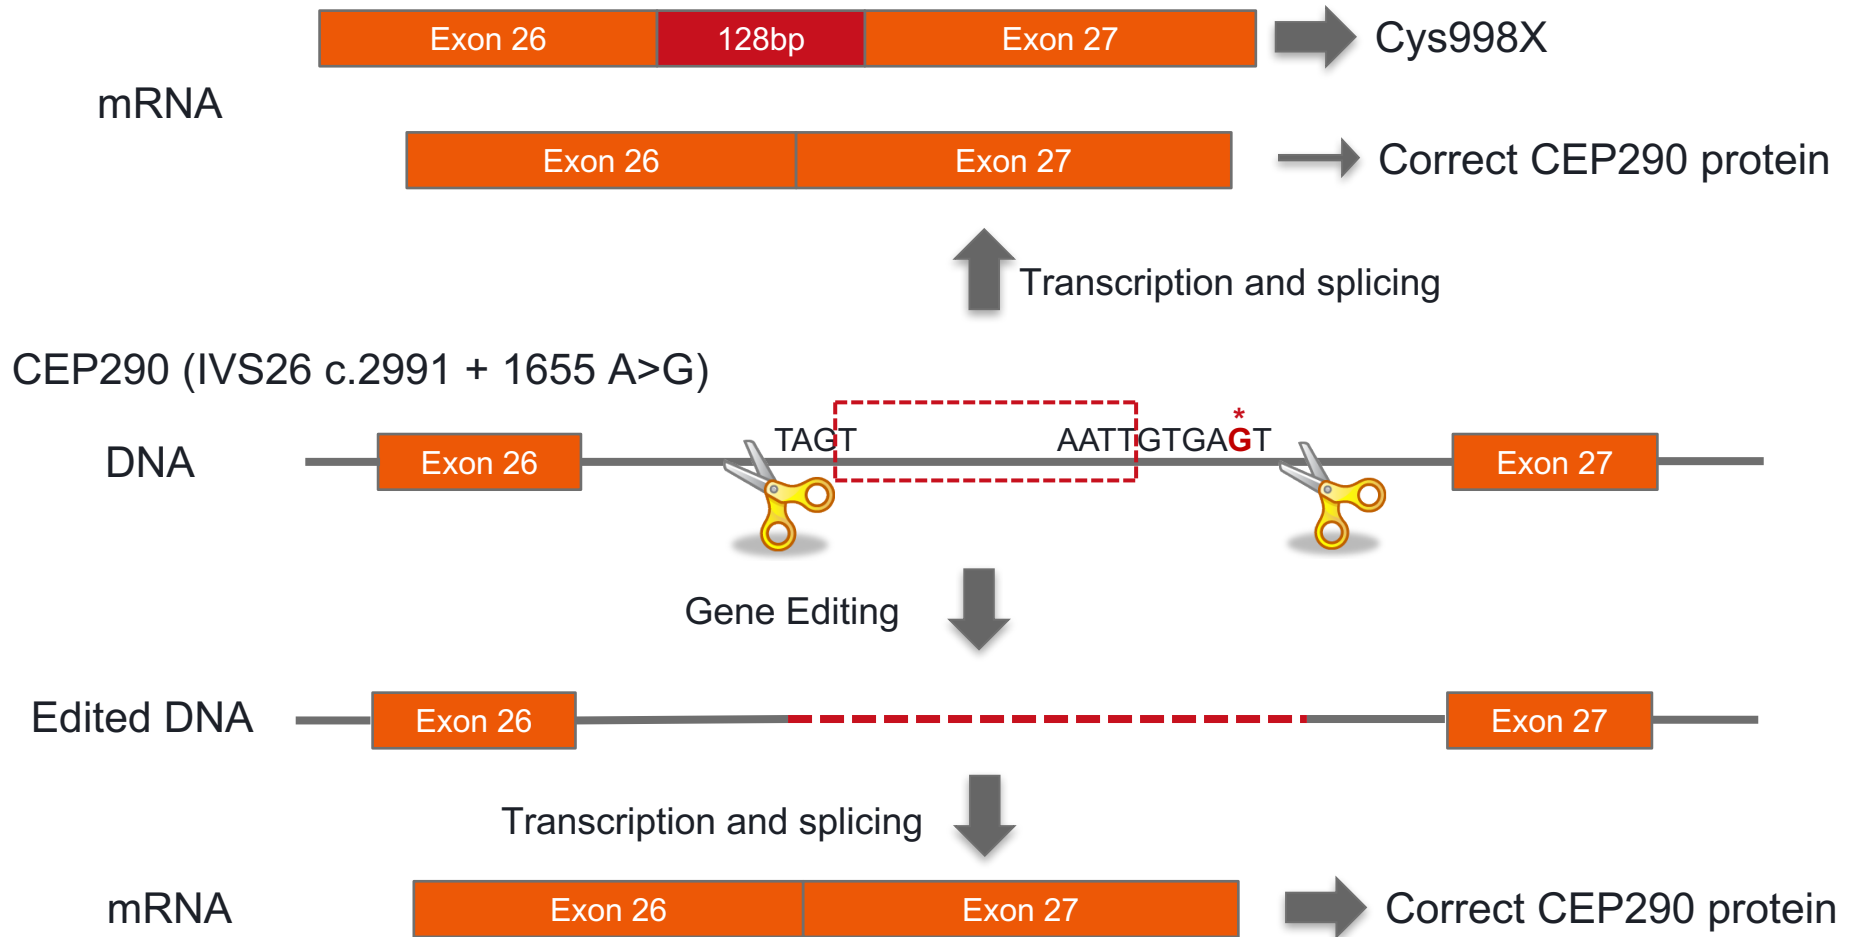 Exon 26 128bp Exon 27 Cys998X
mRNA
Exon 26 Exon 27 Correct CEP290 protein
Transcription and splicing
CEP290 (IVS26 c.2991 + 1655 A>G)
*
TAGT AATTGTGAGT
DNA Exon 26 Exon 27
Gene Editing
Edited DNA Exon 26 Exon 27
Transcription and splicing
mRNA Exon 26 Exon 27 Correct CEP290 protein